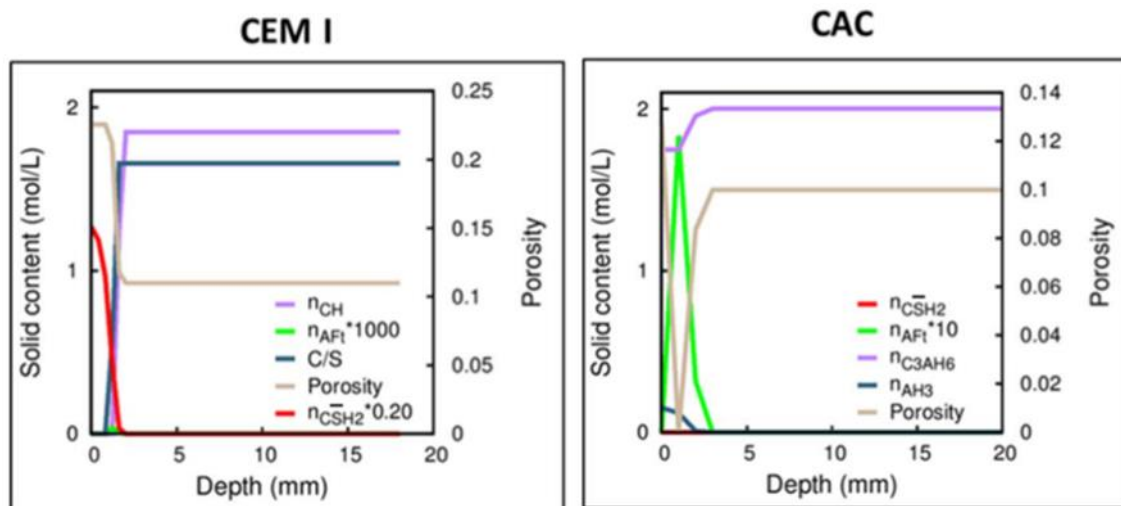 CEM I
CAC
Solid content (mol/L)
2
1
0
0.25
0.2
0.15
0.1
0.05
0
Porosity
n_CH
n_AFt*1000
C/S
Porosity
n_CS̅H2*0.20
0 5 10 15 20
Depth (mm)
Solid content (mol/L)
2
1
0
0.14
0.12
0.1
0.08
0.06
0.04
0.02
0
Porosity
n_CS̅H2
n_AFt*10
n_C3AH6
n_AH3
Porosity
0 5 10 15 20
Depth (mm)